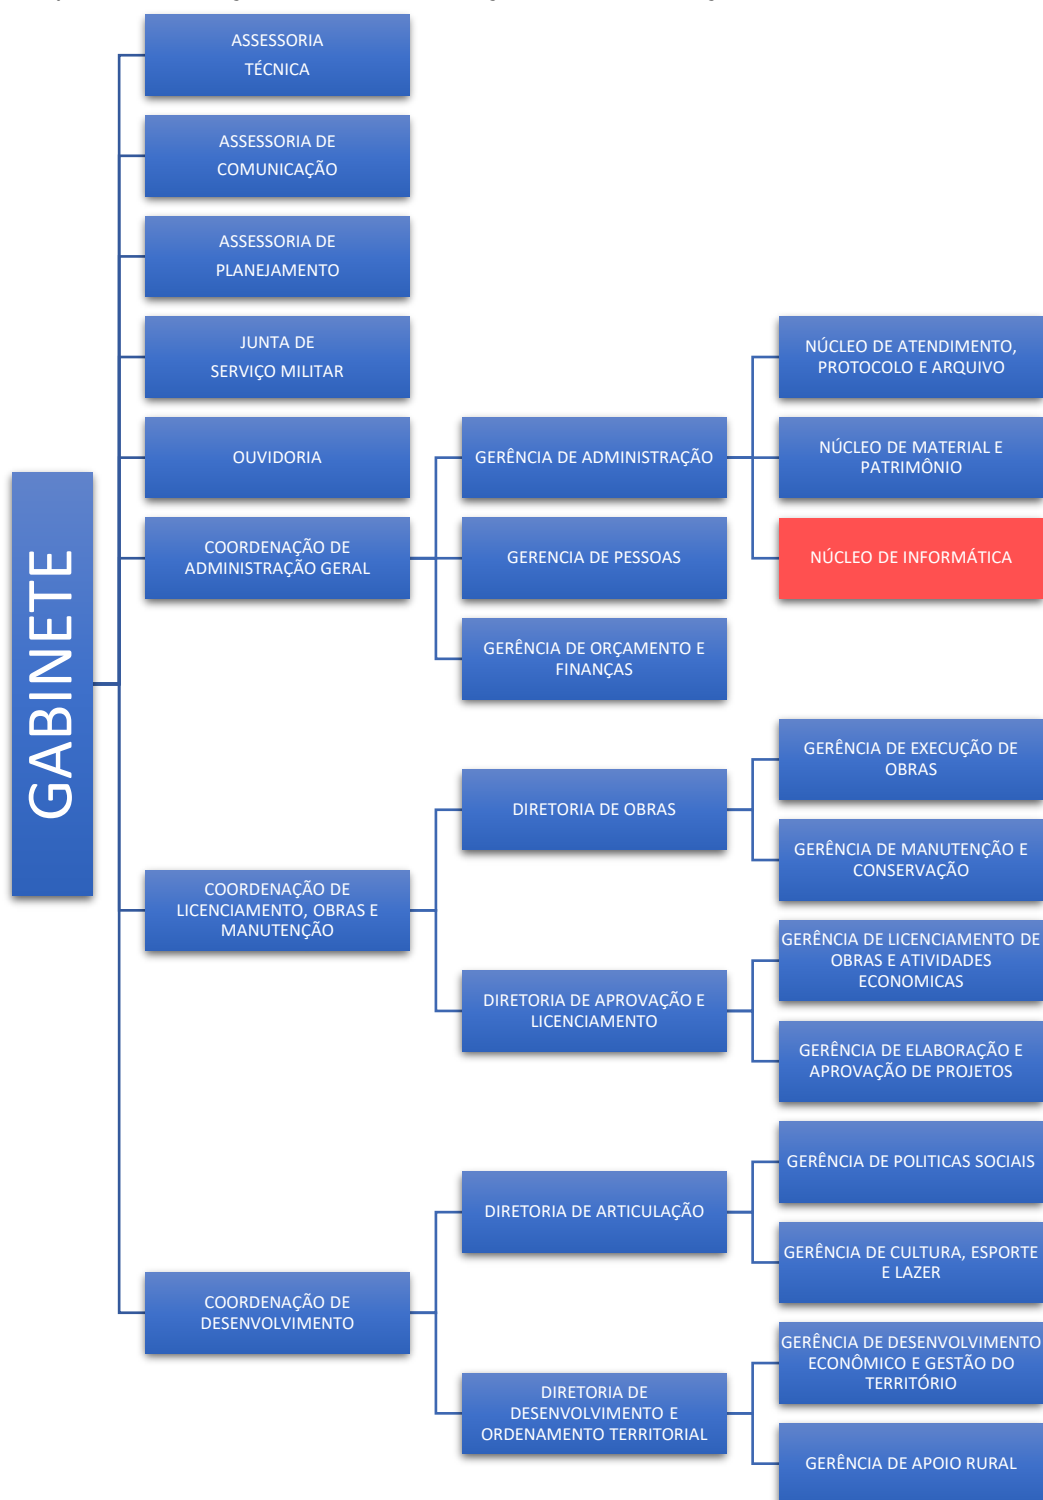 GABINETE
ASSESSORIA
TÉCNICA
ASSESSORIA DE
COMUNICAÇÃO
ASSESSORIA DE
PLANEJAMENTO
JUNTA DE
SERVIÇO MILITAR
OUVIDORIA
COORDENAÇÃO DE
ADMINISTRAÇÃO GERAL
GERÊNCIA DE ADMINISTRAÇÃO
NÚCLEO DE ATENDIMENTO,
PROTOCOLO E ARQUIVO
NÚCLEO DE MATERIAL E
PATRIMÔNIO
NÚCLEO DE INFORMÁTICA
GERENCIA DE PESSOAS
GERÊNCIA DE ORÇAMENTO E
FINANÇAS
COORDENAÇÃO DE
LICENCIAMENTO, OBRAS E
MANUTENÇÃO
DIRETORIA DE OBRAS
GERÊNCIA DE EXECUÇÃO DE
OBRAS
GERÊNCIA DE MANUTENÇÃO E
CONSERVAÇÃO
DIRETORIA DE APROVAÇÃO E
LICENCIAMENTO
GERÊNCIA DE LICENCIAMENTO DE
OBRAS E ATIVIDADES
ECONOMICAS
GERÊNCIA DE ELABORAÇÃO E
APROVAÇÃO DE PROJETOS
COORDENAÇÃO DE
DESENVOLVIMENTO
DIRETORIA DE ARTICULAÇÃO
GERÊNCIA DE POLITICAS SOCIAIS
GERÊNCIA DE CULTURA, ESPORTE
E LAZER
DIRETORIA DE
DESENVOLVIMENTO E
ORDENAMENTO TERRITORIAL
GERÊNCIA DE DESENVOLVIMENTO
ECONÔMICO E GESTÃO DO
TERRITÓRIO
GERÊNCIA DE APOIO RURAL